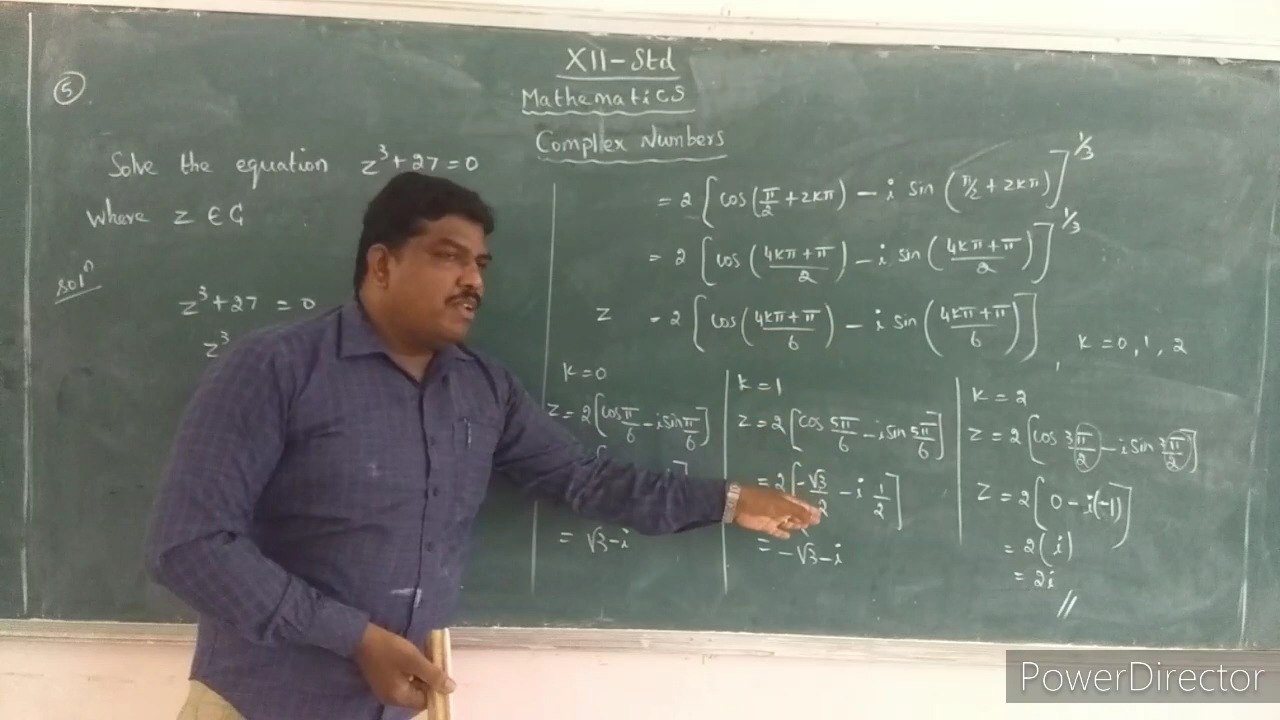 XII-Std
Mathematics
Complex Numbers
⑤
Solve the equation z³+27=0
Where z ∈ ₵
solⁿ
z³+27 = 0
z³
= 2 [cos(π/2 + 2kπ) - i sin (π/2 + 2kπ)]^1/3
= 2 [cos (4kπ+π/2) - i sin (4kπ+π/2)]^1/3
z = 2 [cos (4kπ+π/6) - i sin (4kπ+π/6)], k = 0, 1, 2
k=0
z = 2[cos π/6 - i sin π/6]
= √3-i
k=1
z = 2[cos 5π/6 - i sin 5π/6]
= 2[-√3/2 - i 1/2]
= -√3-i
k = 2
z = 2[cos 3π/2 - i sin 3π/2]
z = 2[0 - i(-1)]
= 2(i)
= 2i //
PowerDirector